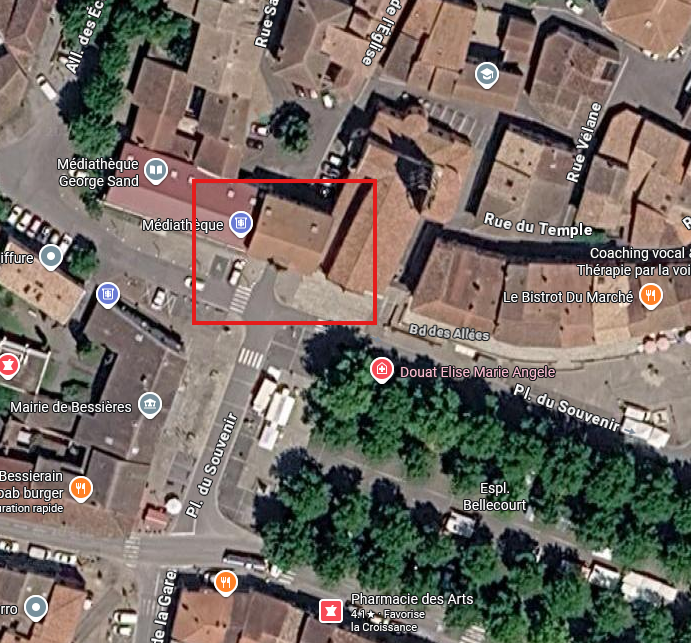 All. des Éc
Rue Sa
de l'Église
Rue Vélane
Médiathèque
George Sand
Médiathèque
Rue du Temple
iffure
Coaching vocal &
Thérapie par la voi
Le Bistrot Du Marché
Bd des Allées
Douat Elise Marie Angele
Pl. du Souvenir
Mairie de Bessières
Pl. du Souvenir
Bessierain
bab burger
uration rapide
Espl.
Bellecourt
de la Gare
rro
Pharmacie des Arts
4,1★ · Favorise
la Croissance